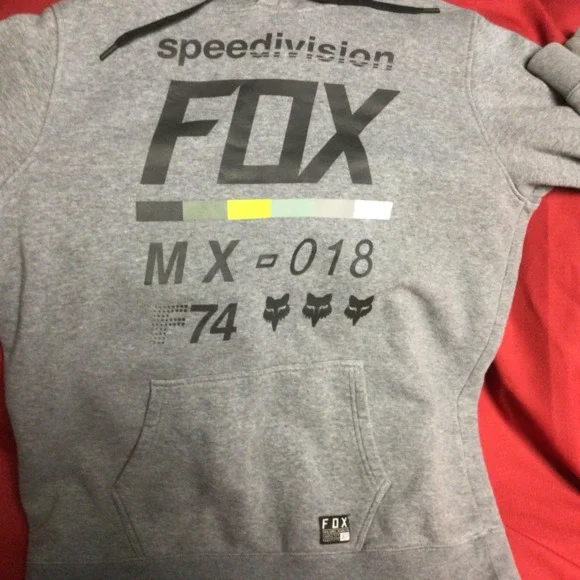 speedivision
FOX
MX-018
F74
FOX